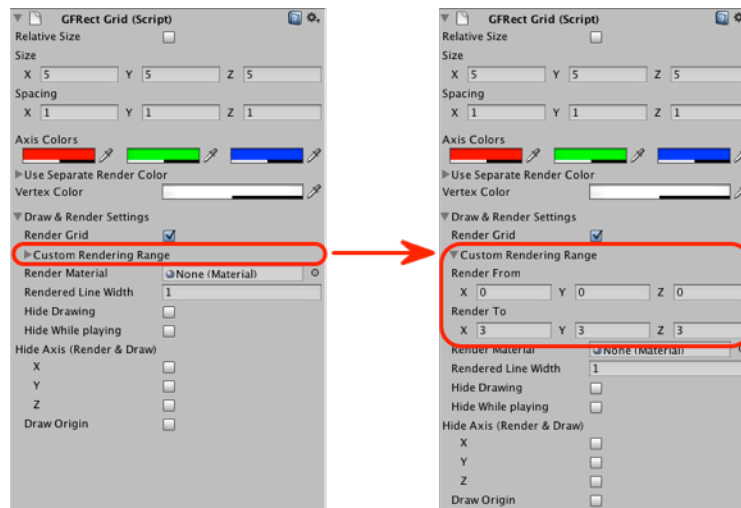 GFRect Grid (Script)
Relative Size
Size
X 5 Y 5 Z 5
Spacing
X 1 Y 1 Z 1
Axis Colors
Use Separate Render Color
Vertex Color
Draw & Render Settings
Render Grid
Custom Rendering Range
Render Material None (Material)
Rendered Line Width 1
Hide Drawing
Hide While playing
Hide Axis (Render & Draw)
X
Y
Z
Draw Origin
GFRect Grid (Script)
Relative Size
Size
X 5 Y 5 Z 5
Spacing
X 1 Y 1 Z 1
Axis Colors
Use Separate Render Color
Vertex Color
Draw & Render Settings
Render Grid
Custom Rendering Range
Render From
X 0 Y 0 Z 0
Render To
X 3 Y 3 Z 3
Render Material None (Material)
Rendered Line Width 1
Hide Drawing
Hide While playing
Hide Axis (Render & Draw)
X
Y
Z
Draw Origin